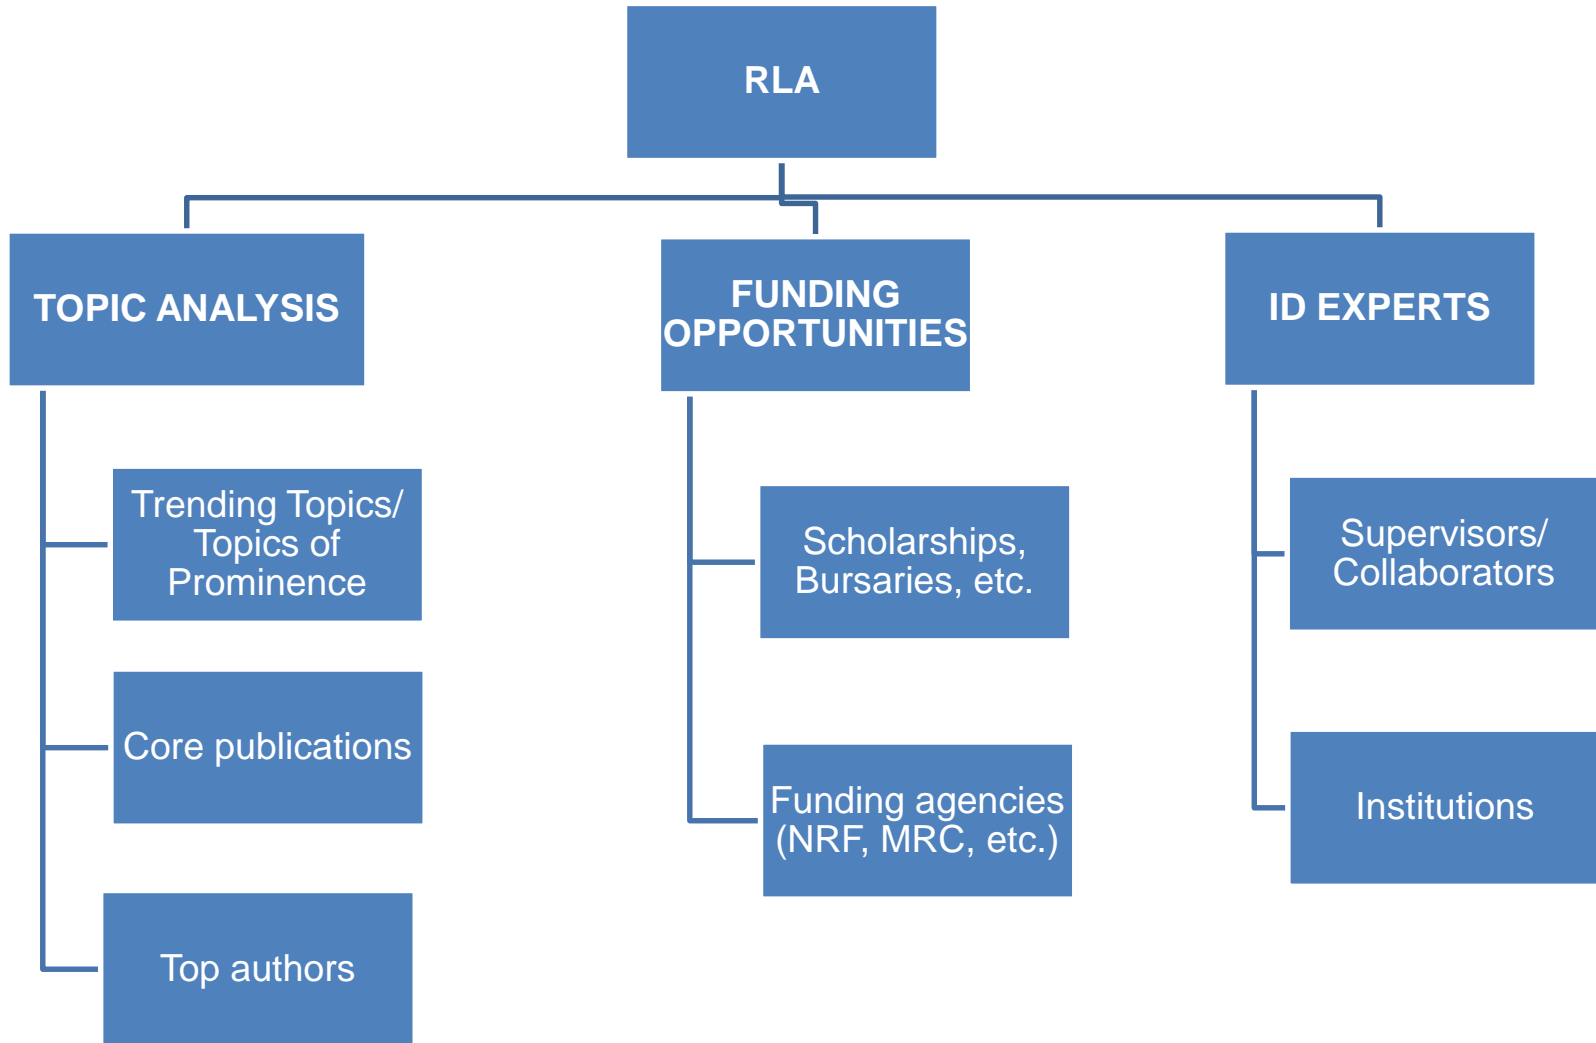 RLA
TOPIC ANALYSIS
Trending Topics/
Topics of
Prominence
Core publications
Top authors
FUNDING
OPPORTUNITIES
Scholarships,
Bursaries, etc.
Funding agencies
(NRF, MRC, etc.)
ID EXPERTS
Supervisors/
Collaborators
Institutions